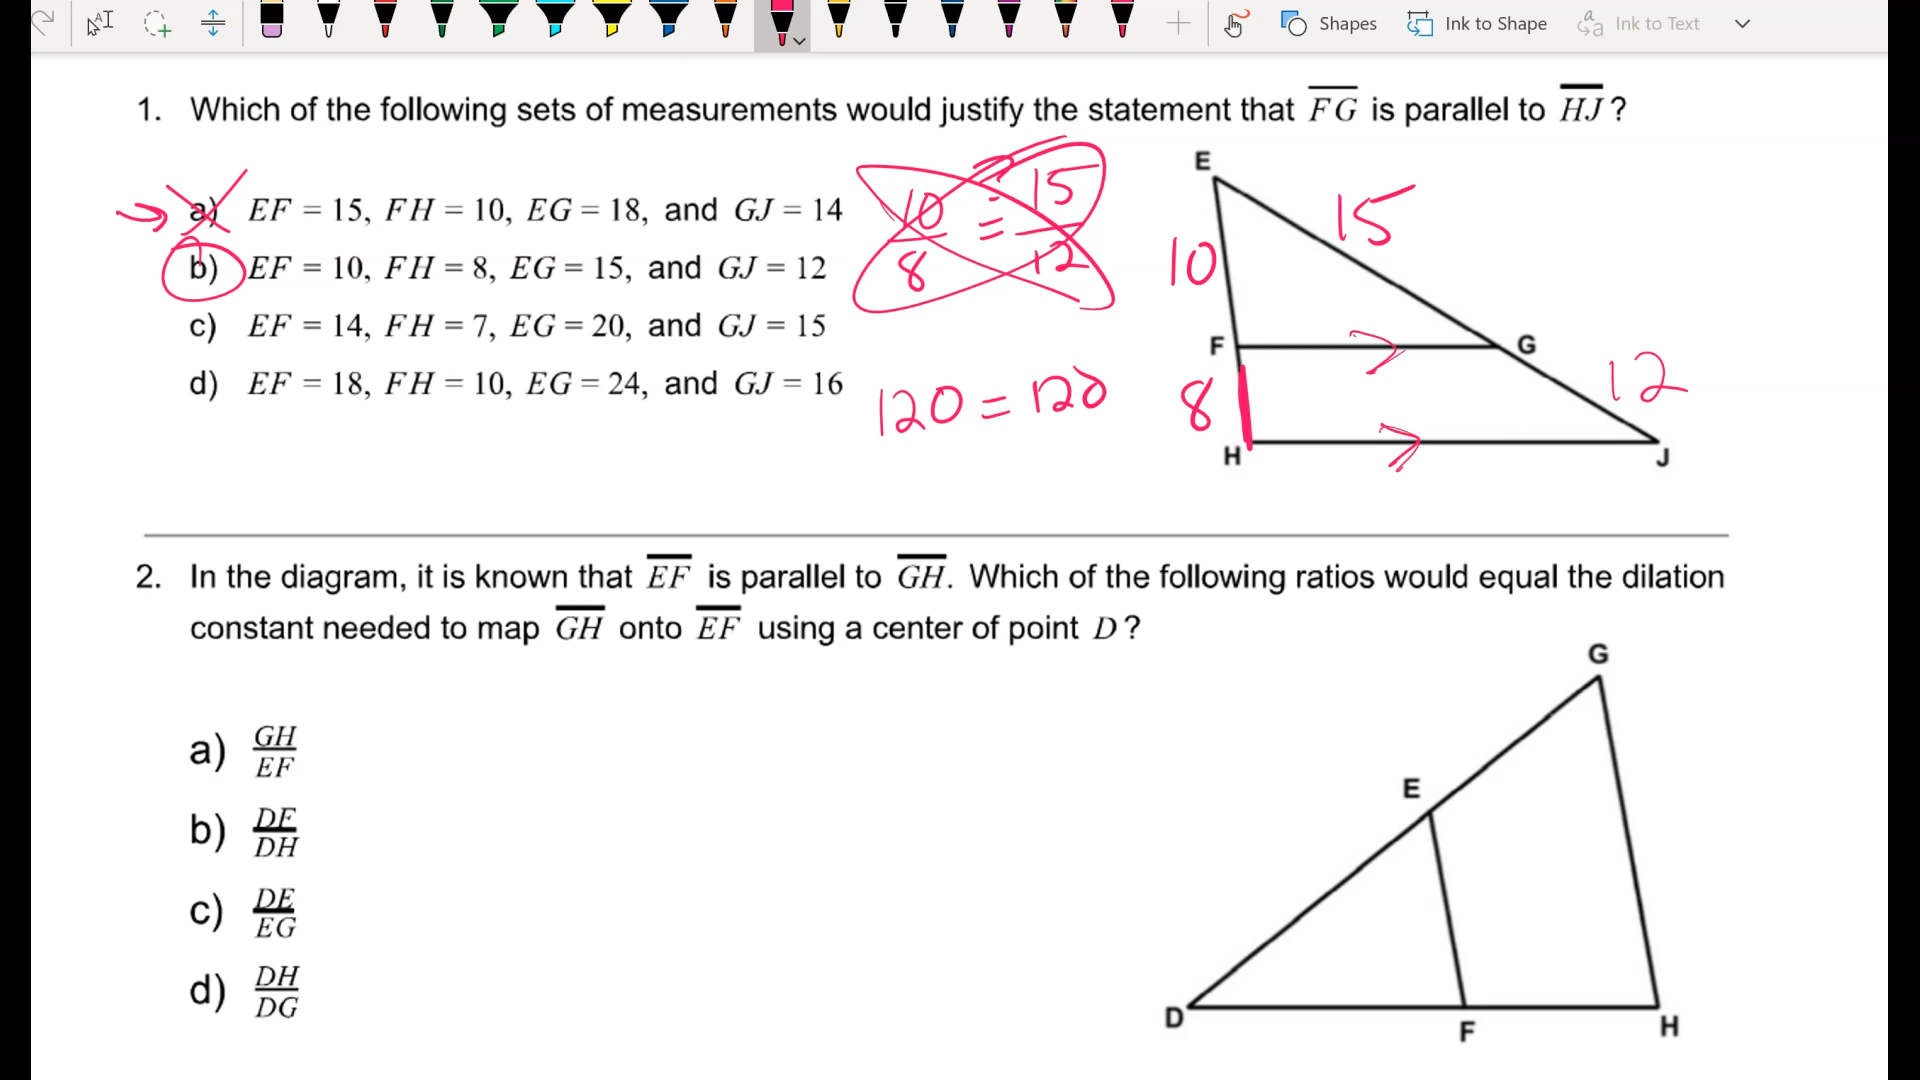 Shapes Ink to Shape Ink to Text
1. Which of the following sets of measurements would justify the statement that FG is parallel to HJ?
a) EF = 15, FH = 10, EG = 18, and GJ = 14
b) EF = 10, FH = 8, EG = 15, and GJ = 12
c) EF = 14, FH = 7, EG = 20, and GJ = 15
d) EF = 18, FH = 10, EG = 24, and GJ = 16
10/8 ?= 15/12
120 = 120
E
15
10
F
G
8
12
H
J
2. In the diagram, it is known that EF is parallel to GH. Which of the following ratios would equal the dilation
constant needed to map GH onto EF using a center of point D?
a) GH/EF
b) DF/DH
c) DE/EG
d) DH/DG
G
E
D
F
H